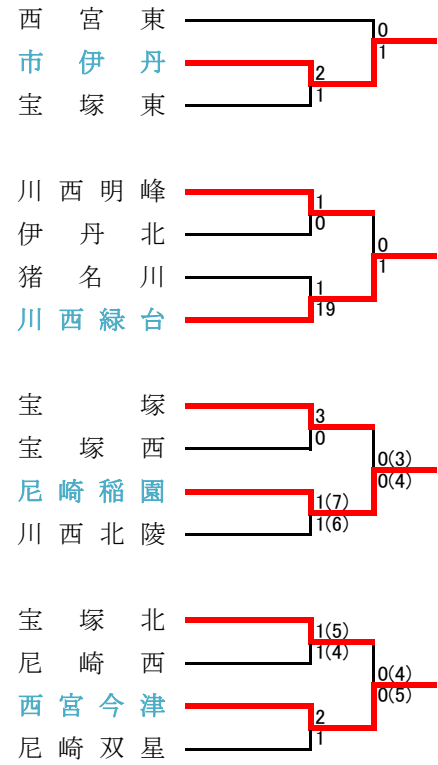 西宮東
0
1
市伊丹
2
1
宝塚東
川西明峰
1
0
伊丹北
0
1
猪名川
1
19
川西緑台
宝塚
3
0
宝塚西
0(3)
0(4)
尼崎稲園
1(7)
1(6)
川西北陵
宝塚北
1(5)
1(4)
尼崎西
0(4)
0(5)
西宮今津
2
1
尼崎双星